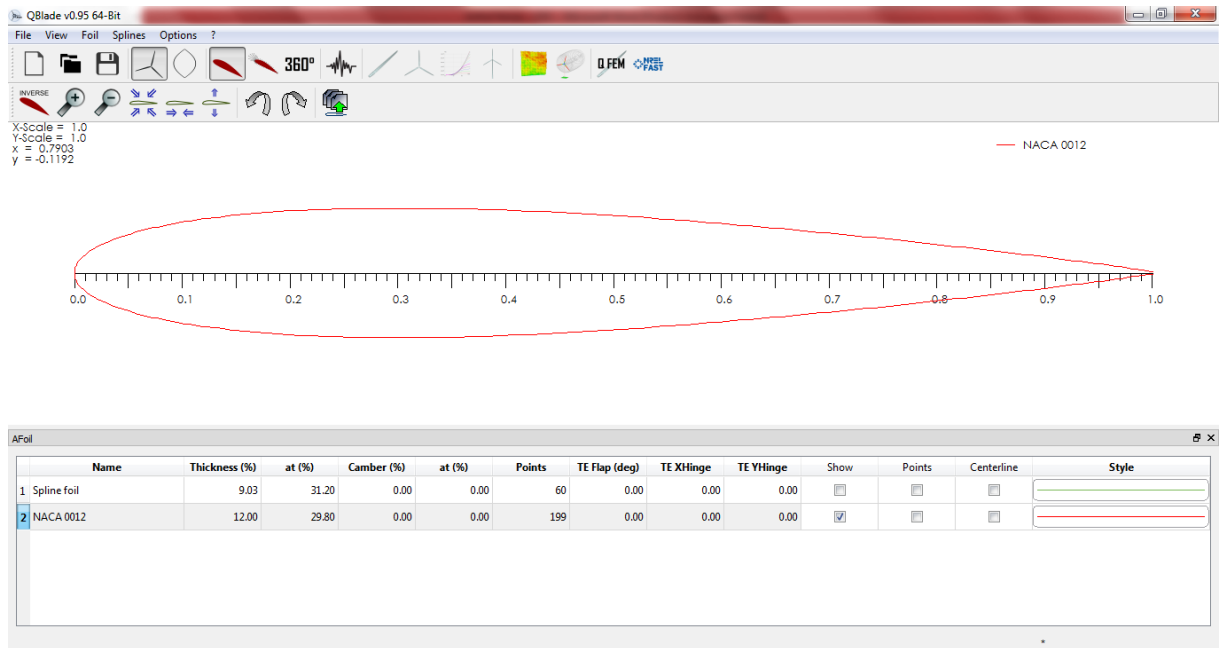 QBlade v0.95 64-Bit
File View Foil Splines Options ?
360° Q FEM NREL FAST
INVERSE
X-Scale = 1.0
Y-Scale = 1.0
x = 0.7903
y = -0.1192
NACA 0012
0.0 0.1 0.2 0.3 0.4 0.5 0.6 0.7 0.8 0.9 1.0
AFoil
Name Thickness (%) at (%) Camber (%) at (%) Points TE Flap (deg) TE XHinge TE YHinge Show Points Centerline Style
1 Spline foil 9.03 31.20 0.00 0.00 60 0.00 0.00 0.00
2 NACA 0012 12.00 29.80 0.00 0.00 199 0.00 0.00 0.00